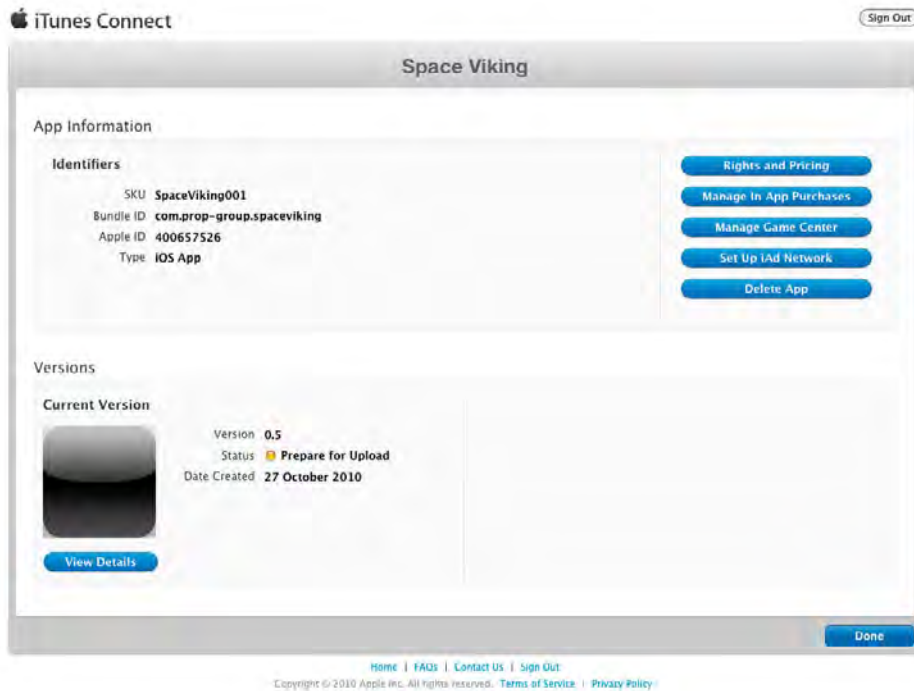 iTunes Connect
Sign Out
Space Viking
App Information
Identifiers
SKU SpaceViking001
Bundle ID com.prop-group.spaceviking
Apple ID 400657526
Type iOS App
Rights and Pricing
Manage In App Purchases
Manage Game Center
Set Up iAd Network
Delete App
Versions
Current Version
Version 0.5
Status Prepare for Upload
Date Created 27 October 2010
View Details
Done
Home | FAQs | Contact Us | Sign Out
Copyright © 2010 Apple Inc. All rights reserved. Terms of Service | Privacy Policy